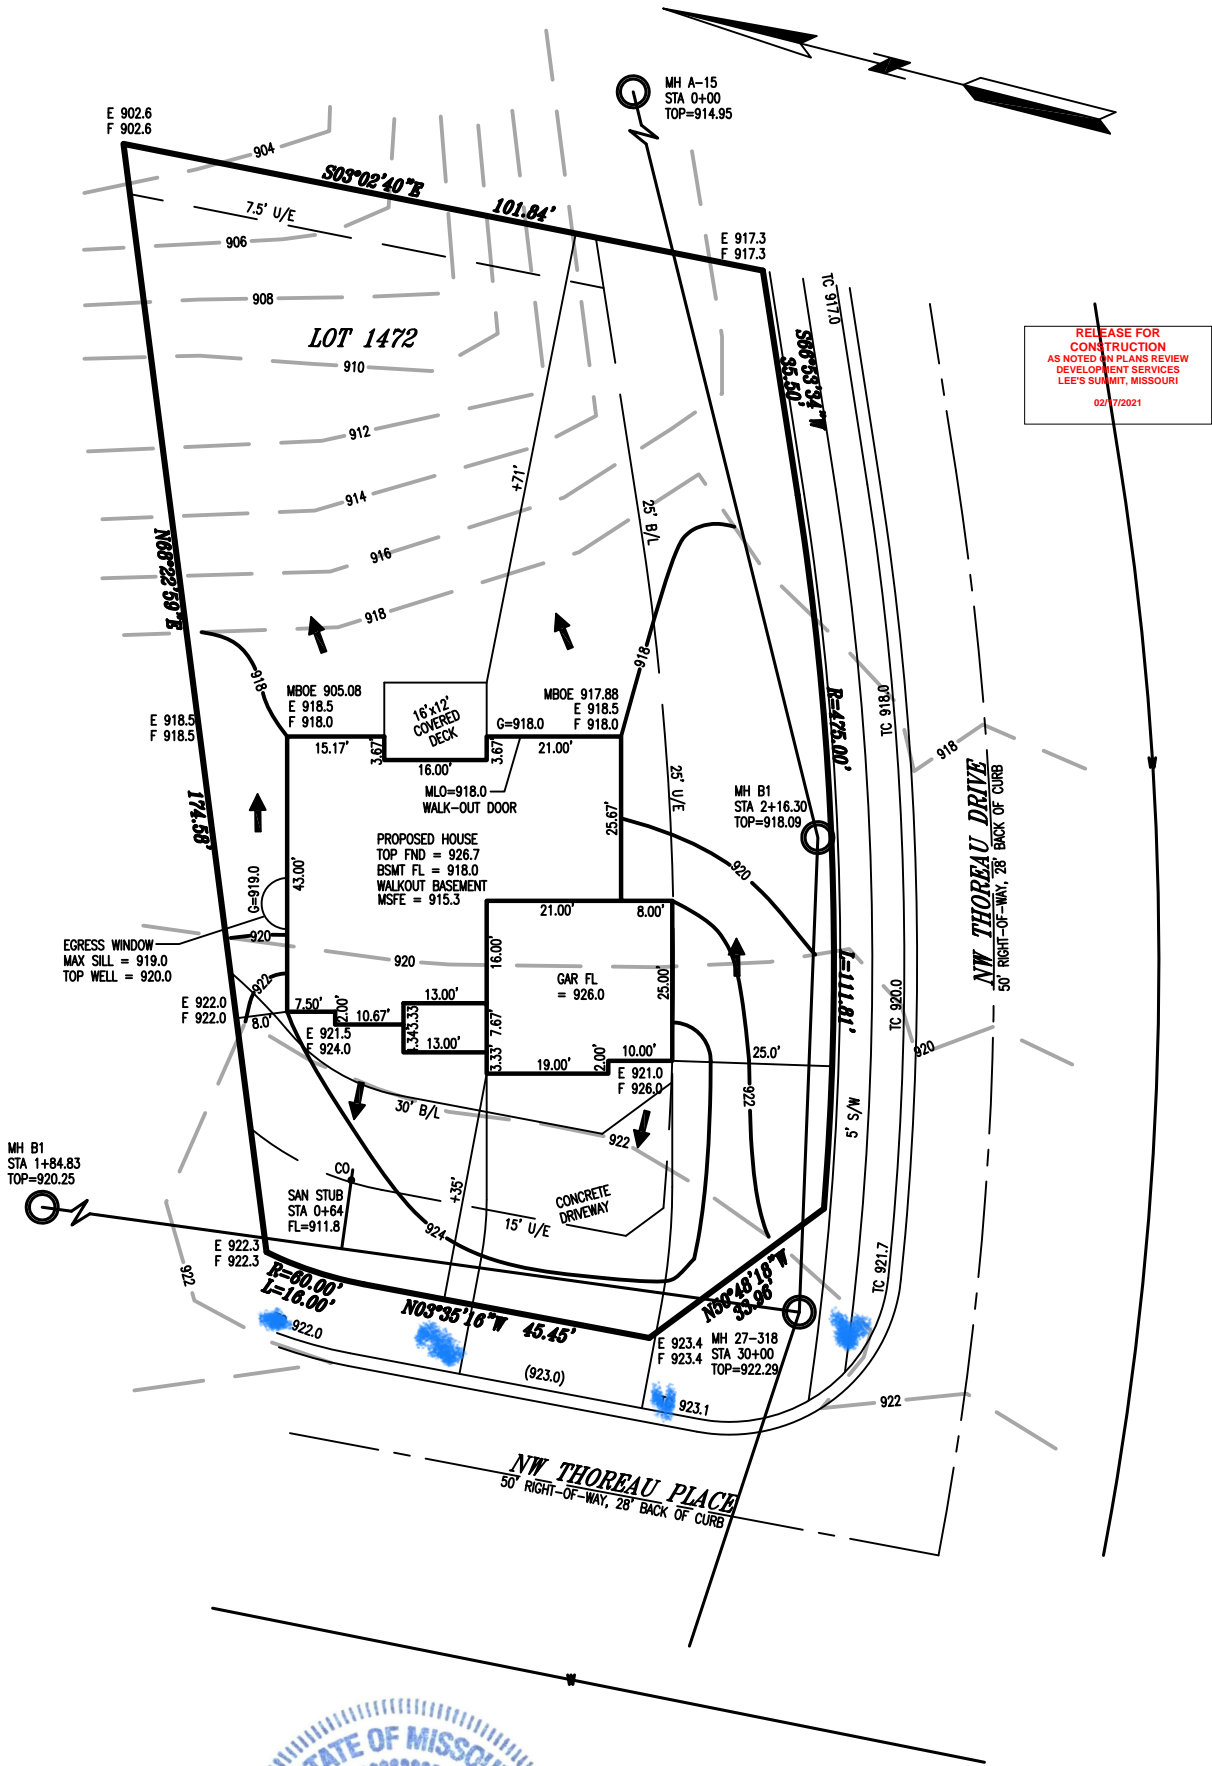 MH A-15
STA 0+00
TOP=914.95
E 902.6
F 902.6
904
S03°02'40"E
101.84'
7.5' U/E
906
E 917.3
F 917.3
TC 917.0
908
LOT 1472
910
S66°53'34"W
35.50'
RELEASE FOR
CONSTRUCTION
AS NOTED ON PLANS REVIEW
DEVELOPMENT SERVICES
LEE'S SUMMIT, MISSOURI
02/17/2021
912
+71'
914
25' B/L
916
N68°22'59"E
174.58'
918
918
918
MBOE 905.08
E 918.5
F 918.0
16'x12'
COVERED
DECK
MBOE 917.88
E 918.5
F 918.0
G=918.0
E 918.5
F 918.5
15.17'
3.67'
16.00'
3.67'
21.00'
R=475.00'
TC 918.0
918
MLO=918.0
WALK-OUT DOOR
25' U/E
25.67'
MH B1
STA 2+16.30
TOP=918.09
NW THOREAU DRIVE
50' RIGHT-OF-WAY, 28' BACK OF CURB
W
PROPOSED HOUSE
TOP FND = 926.7
BSMT FL = 918.0
WALKOUT BASEMENT
MSFE = 915.3
43.00'
G=919.0
920
21.00'
8.00'
EGRESS WINDOW
MAX SILL = 919.0
TOP WELL = 920.0
920
920
16.00'
GAR FL
= 926.0
25.00'
L=111.81'
TC 920.0
922
E 922.0
F 922.0
8.0'
7.50'
2.00'
10.67'
13.00'
3.33'
7.67'
E 921.5
F 924.0
13.00'
3.33'
19.00'
2.00'
10.00'
E 921.0
F 926.0
25.0'
920
922
5' S/W
30' B/L
922
MH B1
STA 1+84.83
TOP=920.25
CO
SAN STUB
STA 0+64
FL=911.8
+35'
CONCRETE
DRIVEWAY
15' U/E
924
E 922.3
F 922.3
922
R=60.00'
L=16.00'
N03°35'16"W
45.45'
N50°48'18"W
33.96'
TC 921.7
922.0
E 923.4
F 923.4
MH 27-318
STA 30+00
TOP=922.29
(923.0)
923.1
922
NW THOREAU PLACE
50' RIGHT-OF-WAY, 28' BACK OF CURB
W
STATE OF MISSOU